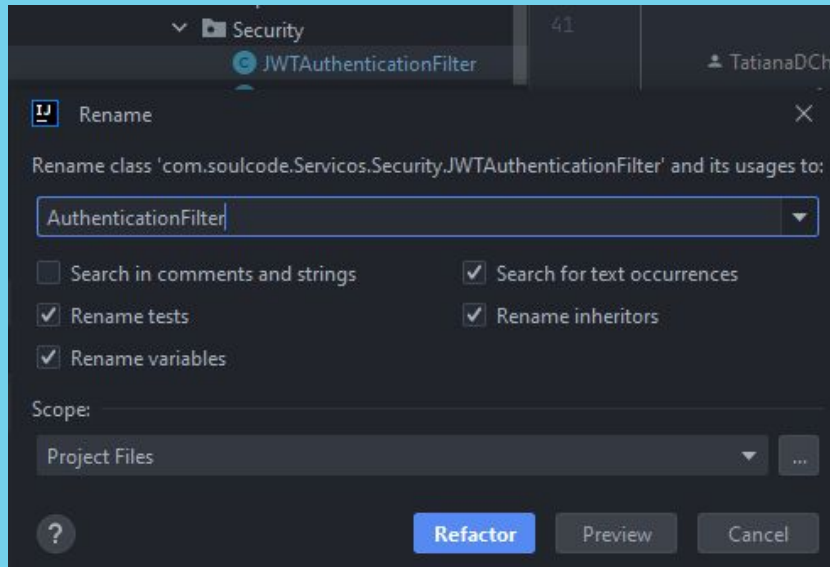 Security
41
C JWTAuthenticationFilter
TatianaDCh
IJ Rename
Rename class 'com.soulcode.Servicos.Security.JWTAuthenticationFilter' and its usages to:
AuthenticationFilter
Search in comments and strings
Search for text occurrences
Rename tests
Rename inheritors
Rename variables
Scope:
Project Files
...
?
Refactor
Preview
Cancel